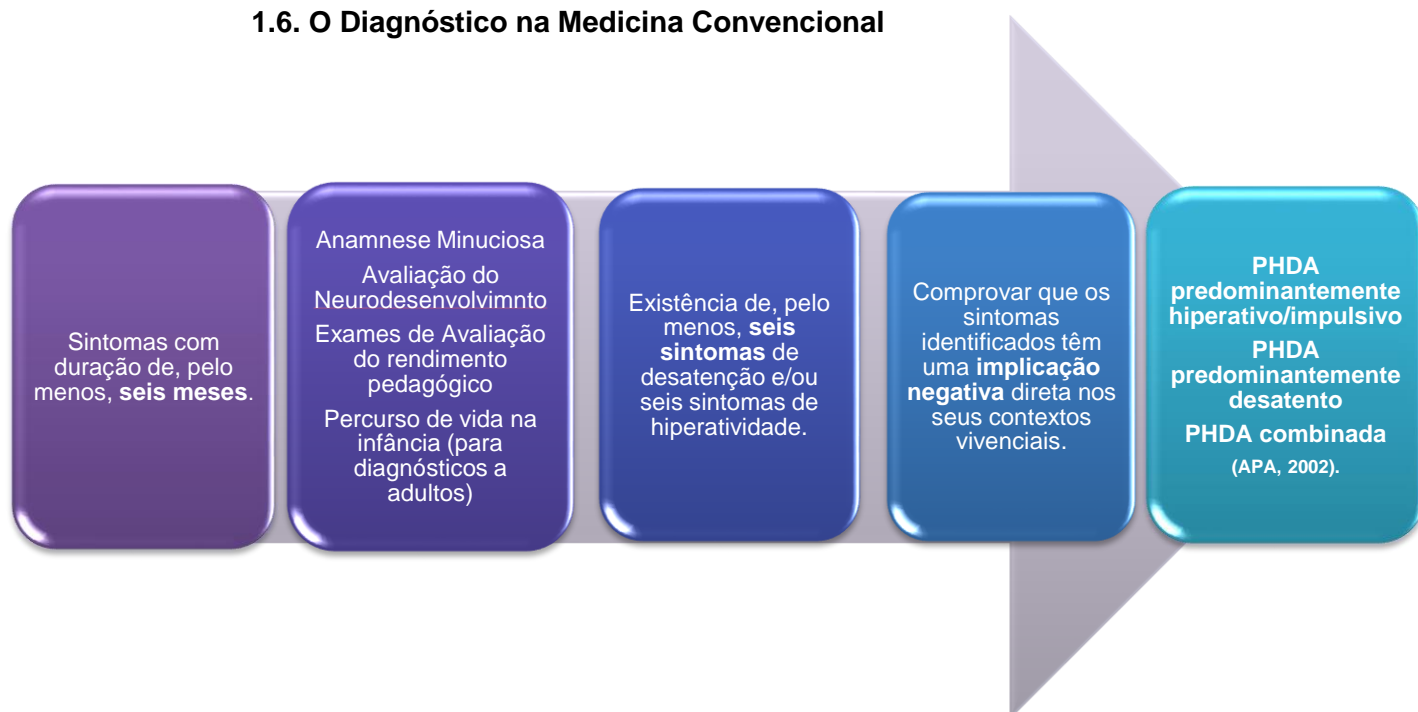 1.6. O Diagnóstico na Medicina Convencional
Sintomas com
duração de, pelo
menos, seis meses.
Anamnese Minuciosa
Avaliação do
Neurodesenvolvimnto
Exames de Avaliação
do rendimento
pedagógico
Percurso de vida na
infância (para
diagnósticos a
adultos)
Existência de, pelo
menos, seis
sintomas de
desatenção e/ou
seis sintomas de
hiperatividade.
Comprovar que os
sintomas
identificados têm
uma implicação
negativa direta nos
seus contextos
vivenciais.
PHDA
predominantemente
hiperativo/impulsivo
PHDA
predominantemente
desatento
PHDA combinada
(APA, 2002).